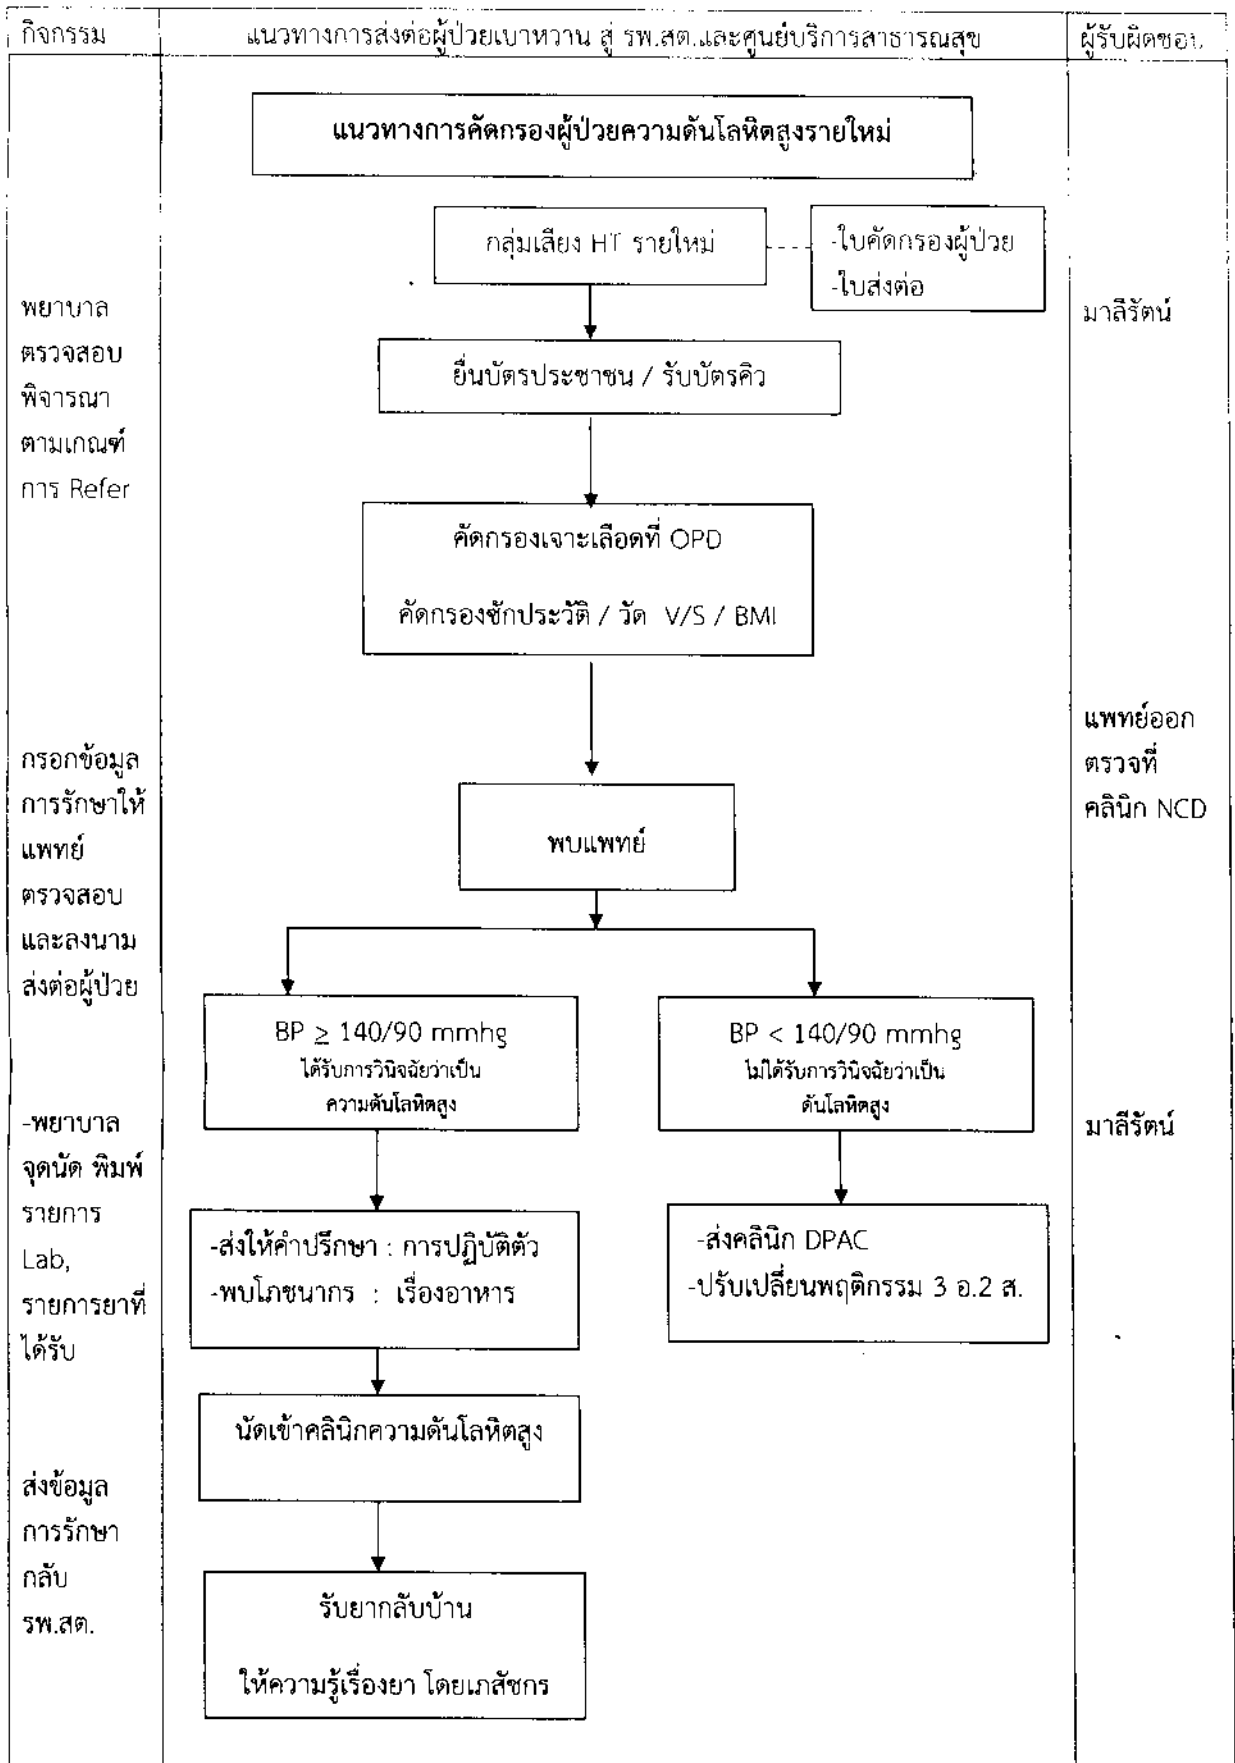 กิจกรรม
แนวทางการส่งต่อผู้ป่วยเบาหวาน สู่ รพ.สต.และศูนย์บริการสาธารณสุข
ผู้รับผิดชอบ
แนวทางการคัดกรองผู้ป่วยความดันโลหิตสูงรายใหม่
กลุ่มเสี่ยง HT รายใหม่
-ใบคัดกรองผู้ป่วย
-ใบส่งต่อ
พยาบาล
ตรวจสอบ
พิจารณา
ตามเกณฑ์
การ Refer
มาลีรัตน์
ยื่นบัตรประชาชน / รับบัตรคิว
คัดกรองเจาะเลือดที่ OPD
คัดกรองซักประวัติ / วัด V/S / BMI
แพทย์ออก
ตรวจที่
คลินิก NCD
กรอกข้อมูล
การรักษาให้
แพทย์
ตรวจสอบ
และลงนาม
ส่งต่อผู้ป่วย
พบแพทย์
BP ≥ 140/90 mmhg
ได้รับการวินิจฉัยว่าเป็น
ความดันโลหิตสูง
BP < 140/90 mmhg
ไม่ได้รับการวินิจฉัยว่าเป็น
ดันโลหิตสูง
-พยาบาล
จุดนัด พิมพ์
รายการ
Lab,
รายการยาที่
ได้รับ
มาลีรัตน์
-ส่งให้คำปรึกษา : การปฏิบัติตัว
-พบโภชนากร : เรื่องอาหาร
-ส่งคลินิก DPAC
-ปรับเปลี่ยนพฤติกรรม 3 อ.2 ส.
นัดเข้าคลินิกความดันโลหิตสูง
ส่งข้อมูล
การรักษา
กลับ
รพ.สต.
รับยากลับบ้าน
ให้ความรู้เรื่องยา โดยเภสัชกร